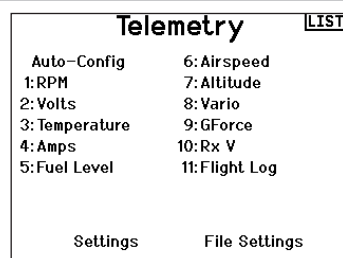 Telemetry
LIST
Auto-Config
1:RPM
2:Volts
3:Temperature
4:Amps
5:Fuel Level
6:Airspeed
7:Altitude
8:Vario
9:GForce
10:Rx V
11:Flight Log
Settings
File Settings